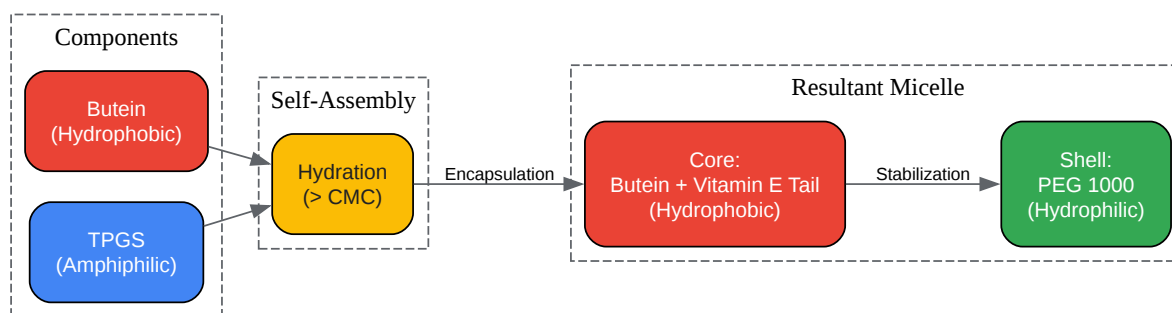 Components
Butein
(Hydrophobic)
TPGS
(Amphiphilic)
Self-Assembly
Hydration
(> CMC)
Encapsulation
Resultant Micelle
Core:
Butein + Vitamin E Tail
(Hydrophobic)
Stabilization
Shell:
PEG 1000
(Hydrophilic)